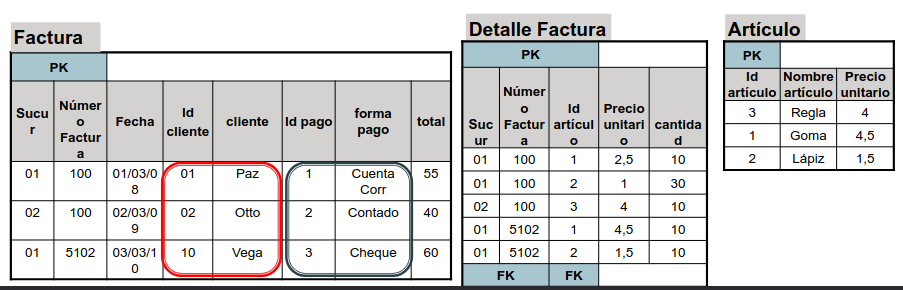 Factura
PK
Sucur Número Factura Fecha Id cliente cliente Id pago forma pago total
01 100 01/03/08 01 Paz 1 Cuenta Corr 55
02 100 02/03/09 02 Otto 2 Contado 40
01 5102 03/03/10 10 Vega 3 Cheque 60
Detalle Factura
PK
Sucur Número Factura Id artículo Precio unitario cantidad
01 100 1 2,5 10
01 100 2 1 30
02 100 3 4 10
01 5102 1 4,5 10
01 5102 2 1,5 10
FK FK
Artículo
PK
Id artículo Nombre artículo Precio unitario
3 Regla 4
1 Goma 4,5
2 Lápiz 1,5